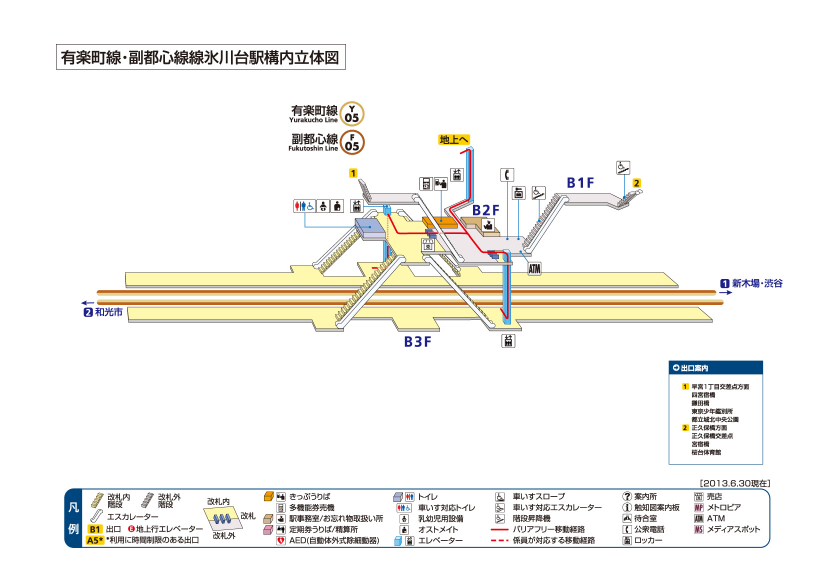 有楽町線・副都心線線氷川台駅構内立体図
有楽町線
Yurakucho Line
Y
05
副都心線
Fukutoshin Line
F
05
地上へ
1
B1F
2
B2F
ATM
1 新木場・渋谷
2 和光市
B3F
出口案内
1 早宮1丁目交差点方面
四宮宿橋
鎌田橋
東京少年鑑別所
都立城北中央公園
2 正久保橋方面
正久保橋交差点
宮宿橋
桜台体育館
[2013.6.30現在]
凡例
改札内
階段
改札外
階段
エスカレーター
B1 出口
E 地上行エレベーター
A5* *利用に時間制限のある出口
改札内
改札
改札外
きっぷうりば
多機能券売機
駅事務室/お忘れ物取扱い所
定期券うりば/精算所
AED(自動体外式除細動器)
トイレ
車いす対応トイレ
乳幼児用設備
オストメイト
エレベーター
車いすスロープ
車いす対応エスカレーター
階段昇降機
バリアフリー移動経路
係員が対応する移動経路
案内所
触知図案内板
待合室
公衆電話
ロッカー
売店
MP メトロピア
ATM ATM
MS メディアスポット